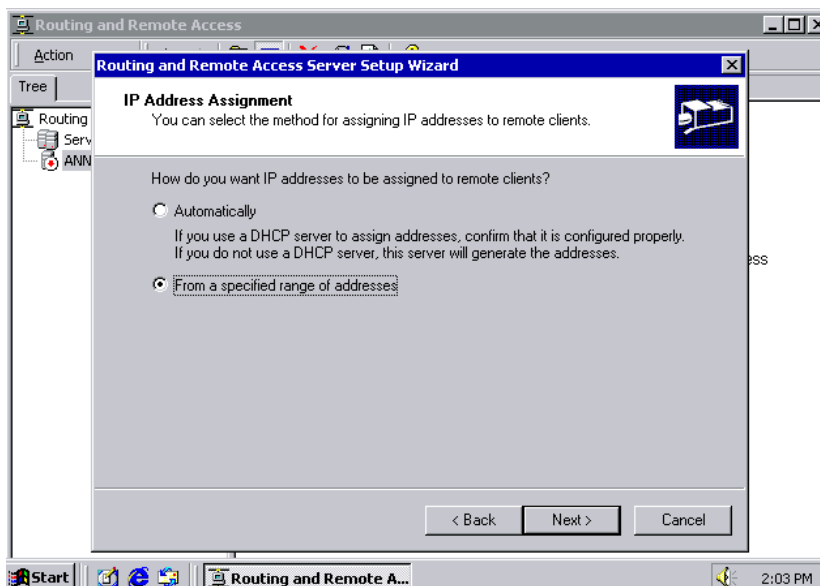 Routing and Remote Access
Action
Tree
Routing
Serv
ANN
ess
Routing and Remote Access Server Setup Wizard
IP Address Assignment
You can select the method for assigning IP addresses to remote clients.
How do you want IP addresses to be assigned to remote clients?
Automatically
If you use a DHCP server to assign addresses, confirm that it is configured properly.
If you do not use a DHCP server, this server will generate the addresses.
From a specified range of addresses
< Back Next > Cancel
Start Routing and Remote A... 2:03 PM